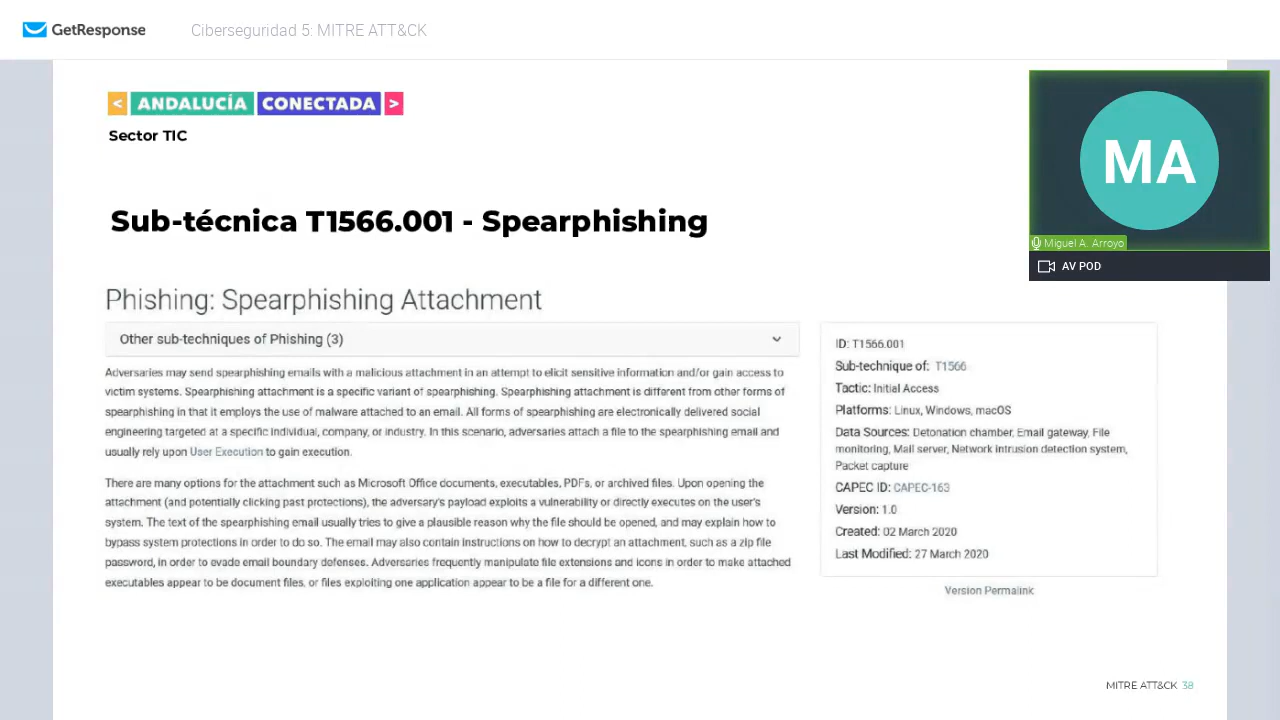 GetResponse
Ciberseguridad 5: MITRE ATT&CK
< ANDALUCÍA CONECTADA >
Sector TIC
MA
Miguel A. Arroyo
AV POD
Sub-técnica T1566.001 - Spearphishing
Phishing: Spearphishing Attachment
Other sub-techniques of Phishing (3)
Adversaries may send spearphishing emails with a malicious attachment in an attempt to elicit sensitive information and/or gain access to
victim systems. Spearphishing attachment is a specific variant of spearphishing. Spearphishing attachment is different from other forms of
spearphishing in that it employs the use of malware attached to an email. All forms of spearphishing are electronically delivered social
engineering targeted at a specific individual, company, or industry. In this scenario, adversaries attach a file to the spearphishing email and
usually rely upon User Execution to gain execution.
There are many options for the attachment such as Microsoft Office documents, executables, PDFs, or archived files. Upon opening the
attachment (and potentially clicking past protections), the adversary's payload exploits a vulnerability or directly executes on the user's
system. The text of the spearphishing email usually tries to give a plausible reason why the file should be opened, and may explain how to
bypass system protections in order to do so. The email may also contain instructions on how to decrypt an attachment, such as a zip file
password, in order to evade email boundary defenses. Adversaries frequently manipulate file extensions and icons in order to make attached
executables appear to be document files, or files exploiting one application appear to be a file for a different one.
ID: T1566.001
Sub-technique of: T1566
Tactic: Initial Access
Platforms: Linux, Windows, macOS
Data Sources: Detonation chamber, Email gateway, File
monitoring, Mail server, Network intrusion detection system,
Packet capture
CAPEC ID: CAPEC-163
Version: 1.0
Created: 02 March 2020
Last Modified: 27 March 2020
Version Permalink
MITRE ATT&CK 38